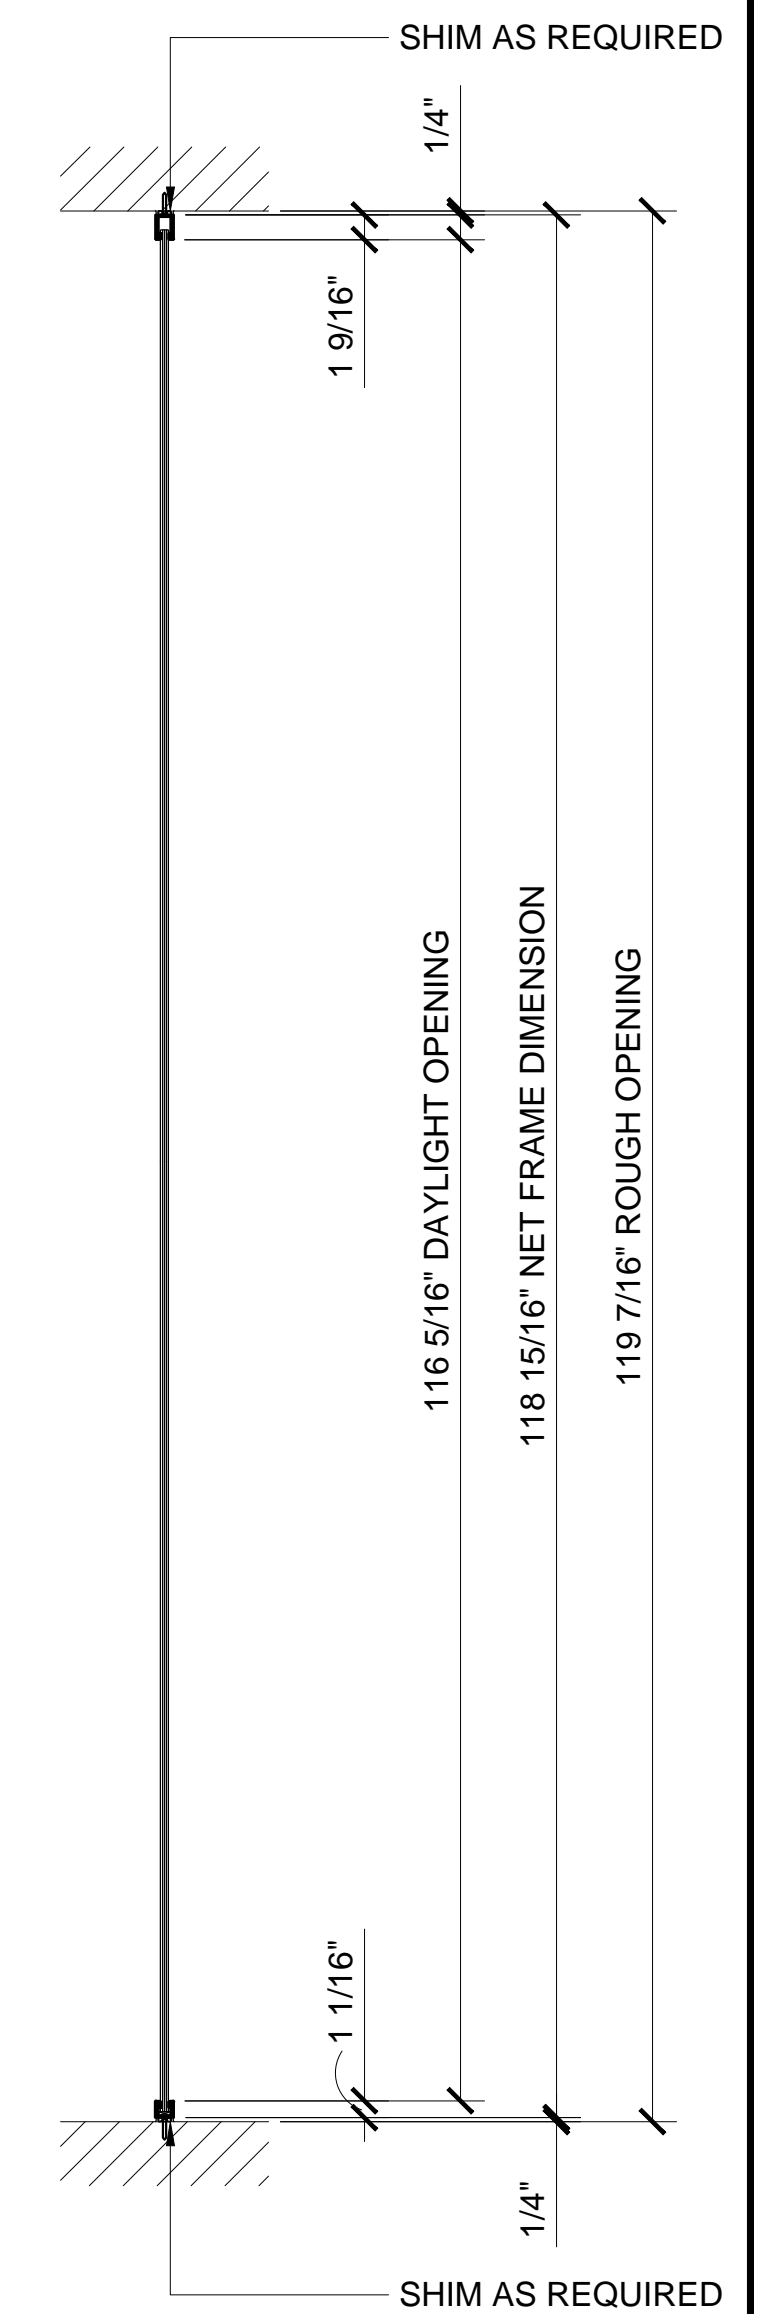 SHIM AS REQUIRED
1/4"
1 9/16"
116 5/16" DAYLIGHT OPENING
118 15/16" NET FRAME DIMENSION
119 7/16" ROUGH OPENING
1 1/16"
1/4"
SHIM AS REQUIRED